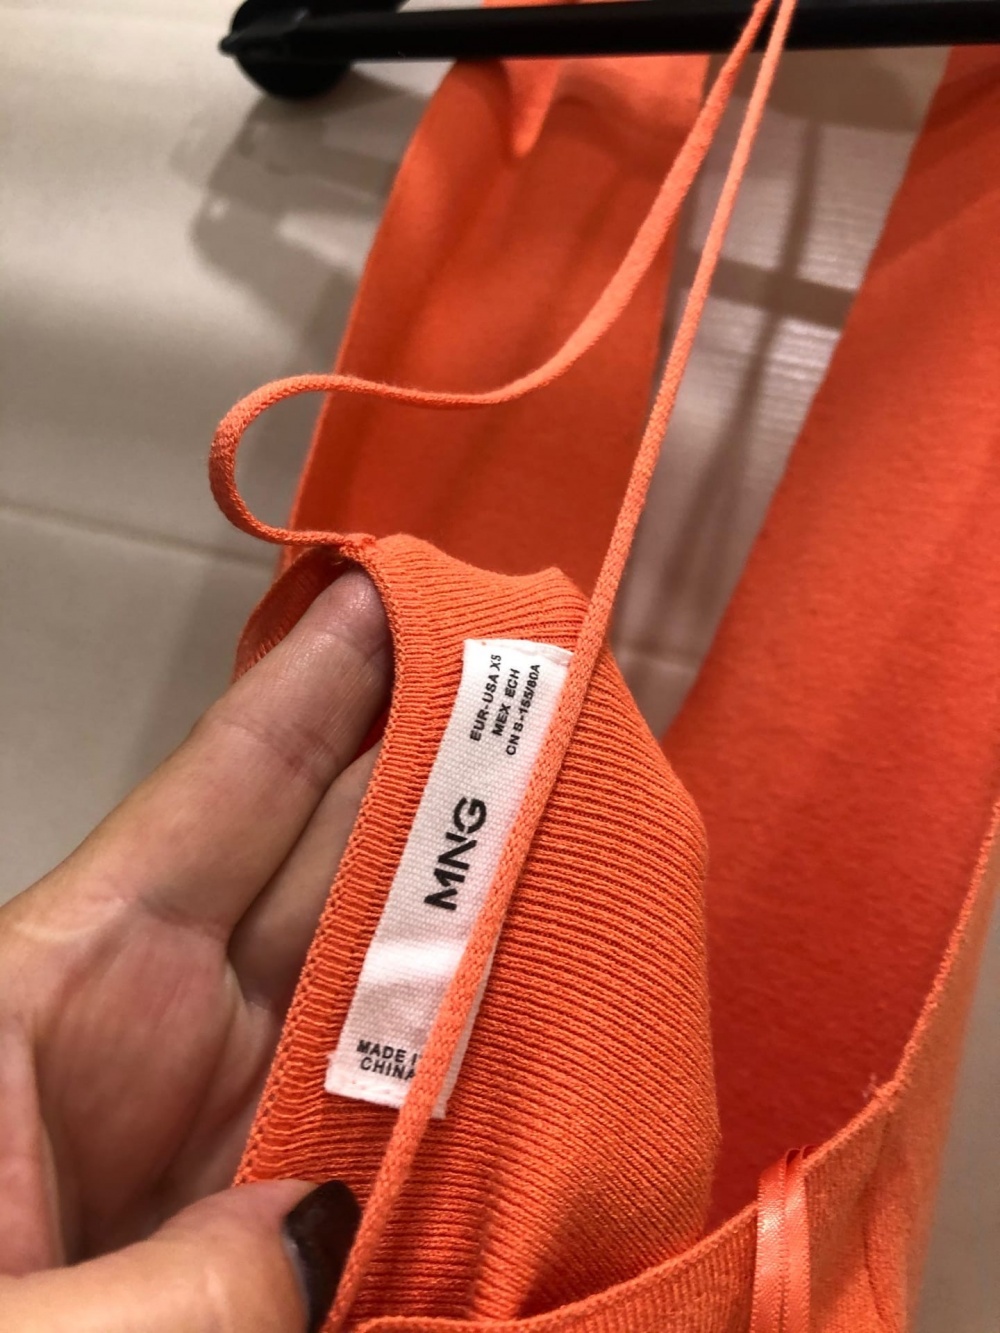 EUR-USA XS
MEX ECH
CN S-155/80A
MNG
MADE I
CHINA